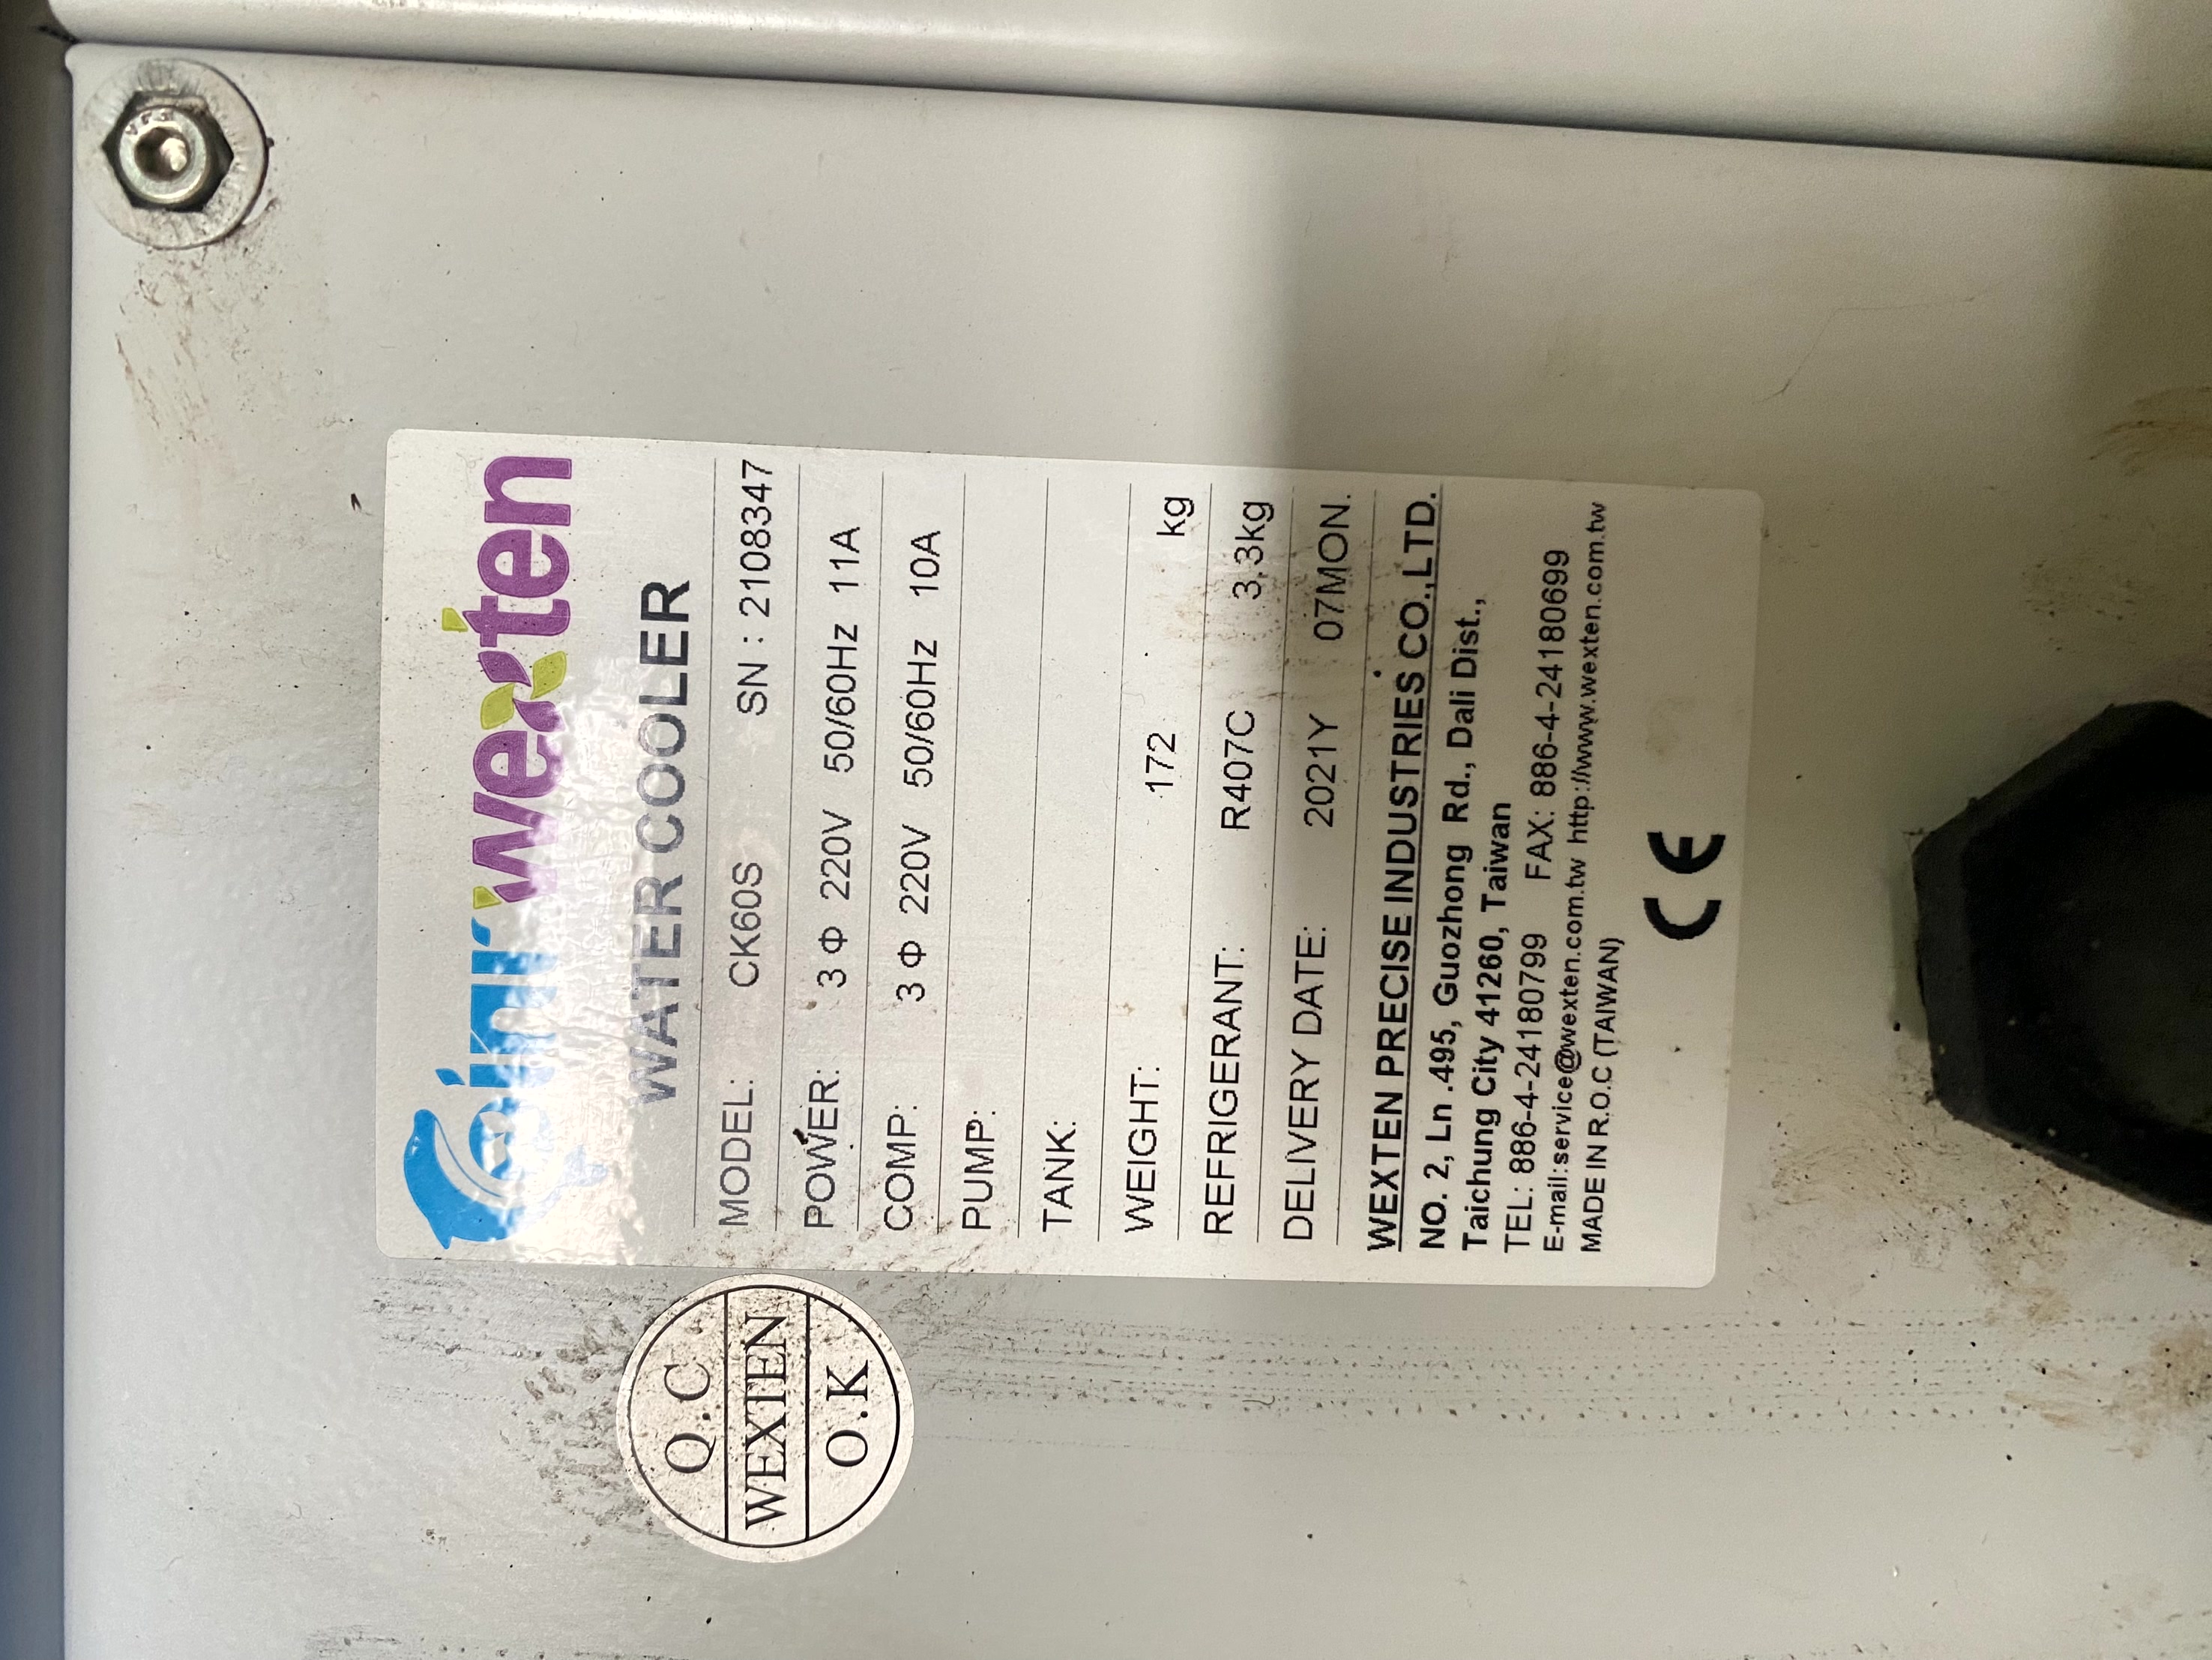 wexten
WATER COOLER
MODEL: CK60S SN : 2108347
POWER: 3 Φ 220V 50/60Hz 11A
COMP: 3 Φ 220V 50/60Hz 10A
PUMP:
TANK:
WEIGHT: 172 kg
REFRIGERANT: R407C 3.3kg
DELIVERY DATE: 2021Y 07MON.
WEXTEN PRECISE INDUSTRIES CO.,LTD.
NO. 2, Ln .495, Guozhong Rd., Dali Dist.,
Taichung City 41260, Taiwan
TEL: 886-4-24180799 FAX: 886-4-24180699
E-mail:service@wexten.com.tw http://www.wexten.com.tw
MADE IN R.O.C (TAIWAN)
CE
Q.C
WEXTEN
O.K